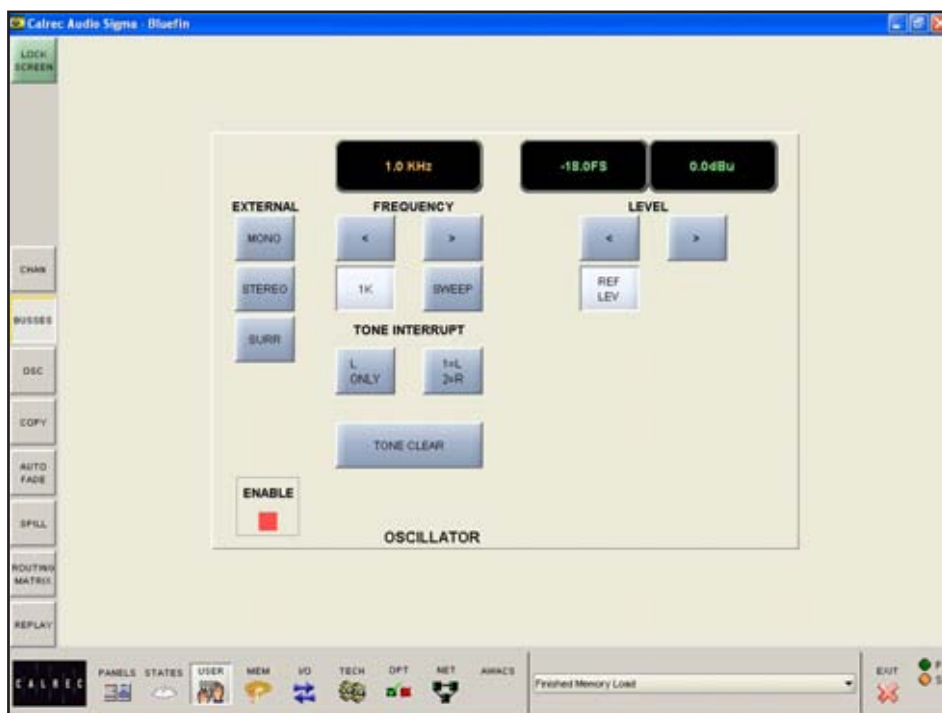 Calrec Audio Sigma - Bluefin
LOCK
SCREEN
1.0 KHz
-18.0FS
0.0dBu
EXTERNAL
FREQUENCY
LEVEL
MONO
<
>
<
>
CHAN
STEREO
1K
SWEEP
REF
LEV
BUSSES
SURR
TONE INTERRUPT
OSC
L
ONLY
1=L
2=R
COPY
TONE CLEAR
AUTO
FADE
ENABLE
SPILL
OSCILLATOR
ROUTING
MATRIX
REPLAY
CALREC
PANELS
STATES
USER
MEM
I/O
TECH
OPT
NET
AWACS
Finished Memory Load
EXIT
P
S